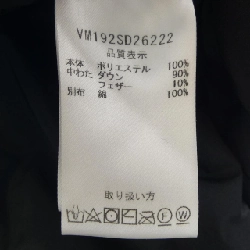 VM192SD26222
品質表示
本体 ポリエステル 100%
中わた ダウン 90%
フェザー 10%
別布 綿 100%
取り扱い方